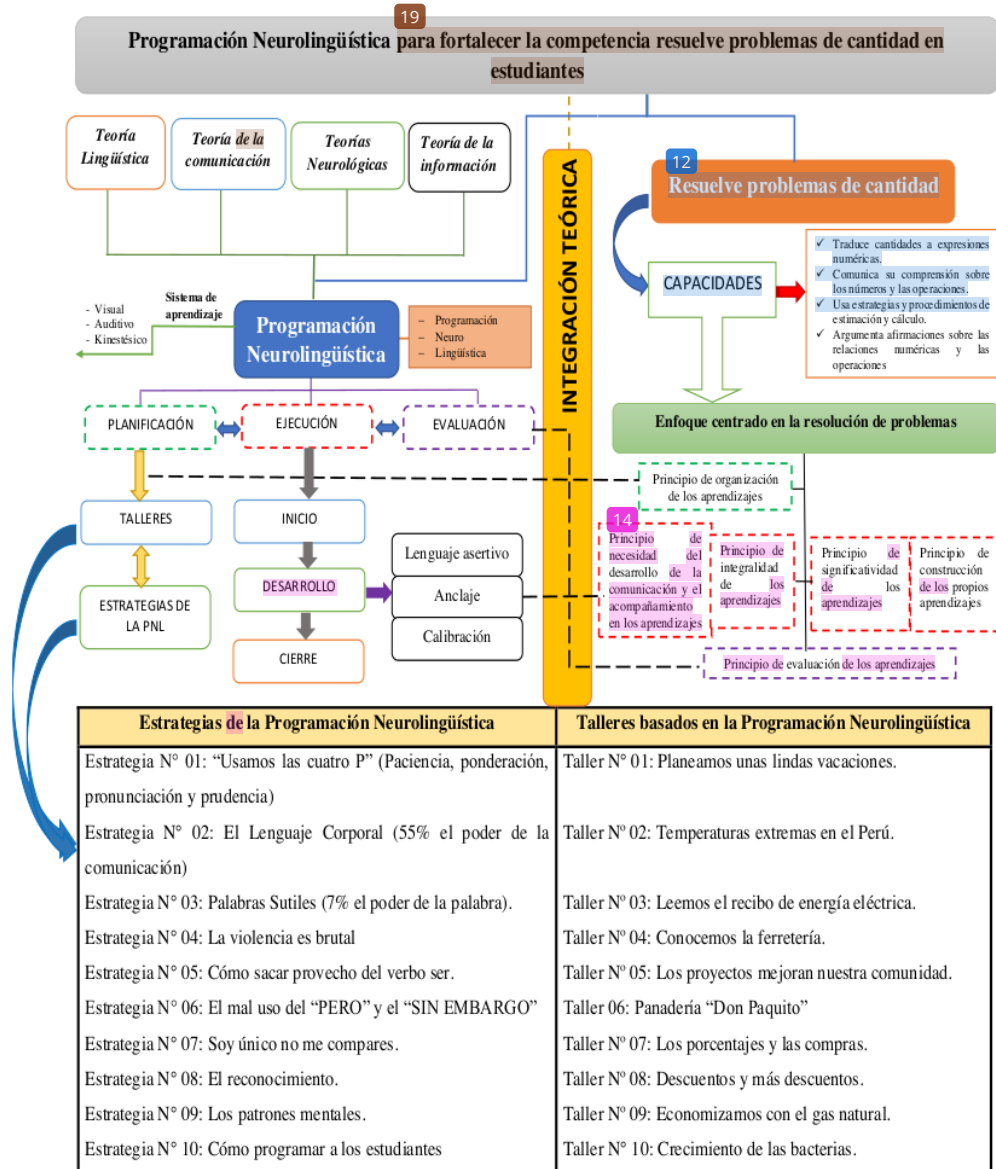 19
Programación Neurolingüística para fortalecer la competencia resuelve problemas de cantidad en
estudiantes
Teoría
Lingüística
Teoría de la
comunicación
Teorías
Neurológicas
Teoría de la
información
INTEGRACIÓN TEÓRICA
12
Resuelve problemas de cantidad
CAPACIDADES
✓ Traduce cantidades a expresiones
numéricas.
✓ Comunica su comprensión sobre
los números y las operaciones.
✓ Usa estrategias y procedimientos de
estimación y cálculo.
✓ Argumenta afirmaciones sobre las
relaciones numéricas y las
operaciones
Sistema de
aprendizaje
- Visual
- Auditivo
- Kinestésico
Programación
Neurolingüística
– Programación
– Neuro
– Lingüística
Enfoque centrado en la resolución de problemas
PLANIFICACIÓN
EJECUCIÓN
EVALUACIÓN
Principio de organización
de los aprendizajes
TALLERES
INICIO
14
Principio de
necesidad del
desarrollo de la
comunicación y el
acompañamiento
en los aprendizajes
Principio de
integralidad
de los
aprendizajes
Principio de
significatividad
de los
aprendizajes
Principio de
construcción
de los propios
aprendizajes
ESTRATEGIAS DE
LA PNL
DESARROLLO
Lenguaje asertivo
Anclaje
Calibración
CIERRE
Principio de evaluación de los aprendizajes
Estrategias de la Programación Neurolingüística
Talleres basados en la Programación Neurolingüística
Estrategia N° 01: “Usamos las cuatro P” (Paciencia, ponderación,
pronunciación y prudencia)
Taller N° 01: Planeamos unas lindas vacaciones.
Estrategia N° 02: El Lenguaje Corporal (55% el poder de la
comunicación)
Taller Nº 02: Temperaturas extremas en el Perú.
Estrategia N° 03: Palabras Sutiles (7% el poder de la palabra).
Taller Nº 03: Leemos el recibo de energía eléctrica.
Estrategia N° 04: La violencia es brutal
Taller Nº 04: Conocemos la ferretería.
Estrategia N° 05: Cómo sacar provecho del verbo ser.
Taller Nº 05: Los proyectos mejoran nuestra comunidad.
Estrategia N° 06: El mal uso del “PERO” y el “SIN EMBARGO”
Taller 06: Panadería “Don Paquito”
Estrategia N° 07: Soy único no me compares.
Taller Nº 07: Los porcentajes y las compras.
Estrategia N° 08: El reconocimiento.
Taller Nº 08: Descuentos y más descuentos.
Estrategia N° 09: Los patrones mentales.
Taller Nº 09: Economizamos con el gas natural.
Estrategia N° 10: Cómo programar a los estudiantes
Taller N° 10: Crecimiento de las bacterias.